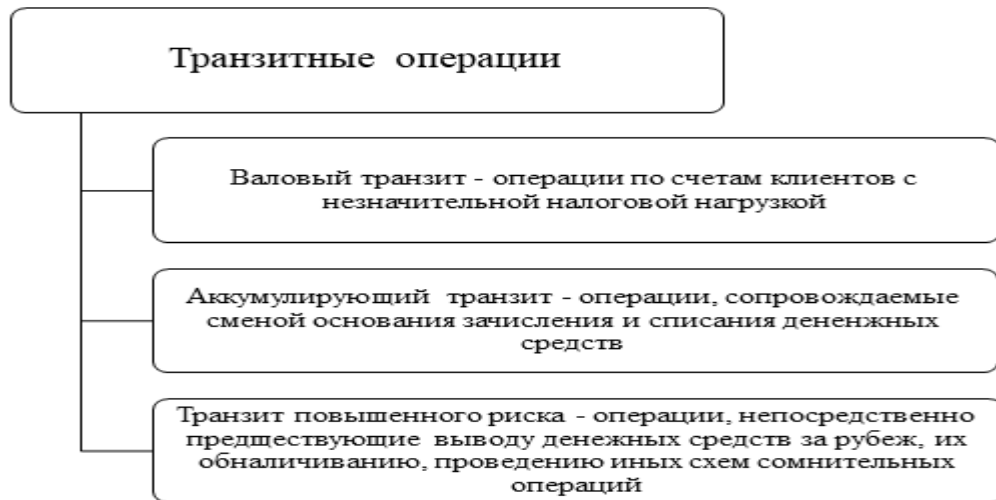 Транзитные операции
Валовый транзит - операции по счетам клиентов с
незначительной налоговой нагрузкой
Аккумулирующий транзит - операции, сопровождаемые
сменой основания зачисления и списания дененжных
средств
Транзит повышенного риска - операции, непосредственно
предшествующие выводу денежных средств за рубеж, их
обналичиванию, проведению иных схем сомнительных
операций